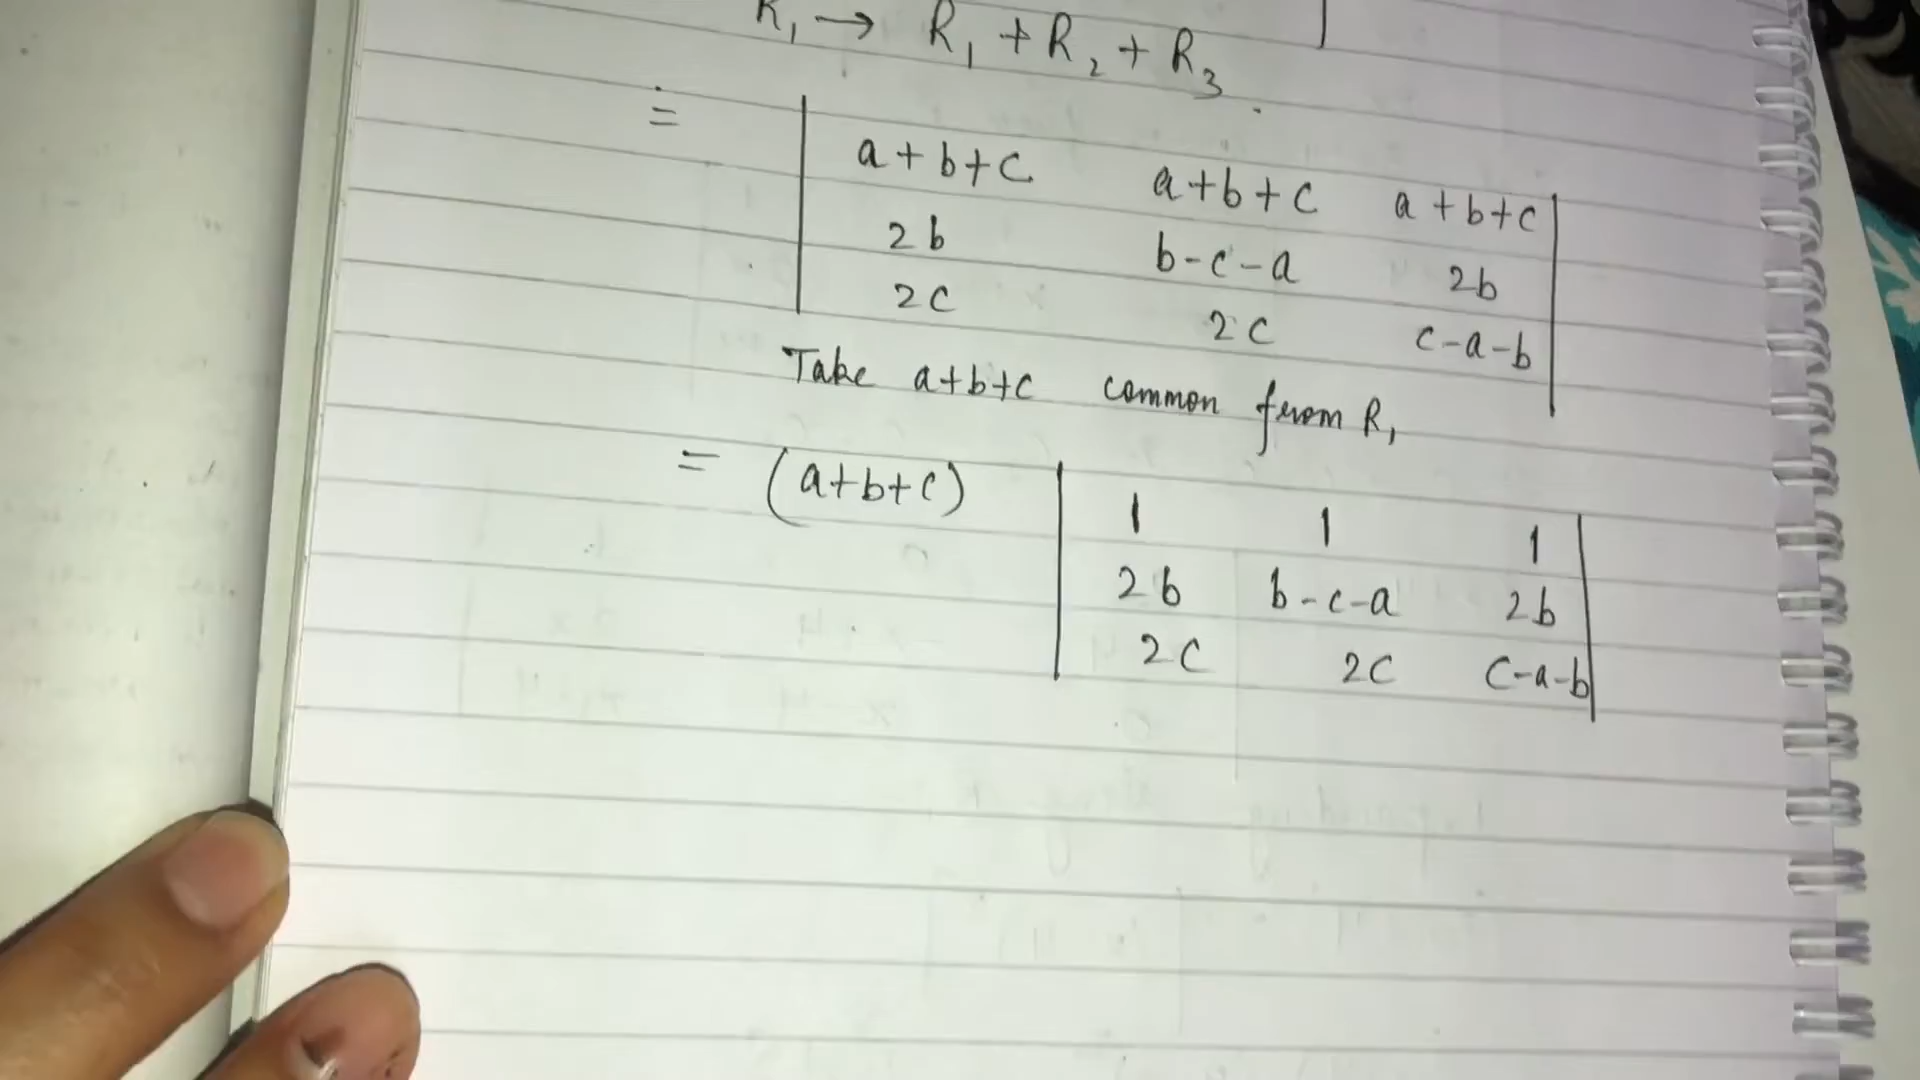 R₁ → R₁ + R₂ + R₃
= | a+b+c a+b+c a+b+c |
2b b-c-a 2b
2c 2c c-a-b
Take a+b+c common from R₁
= (a+b+c) | 1 1 1 |
2b b-c-a 2b
2c 2c c-a-b